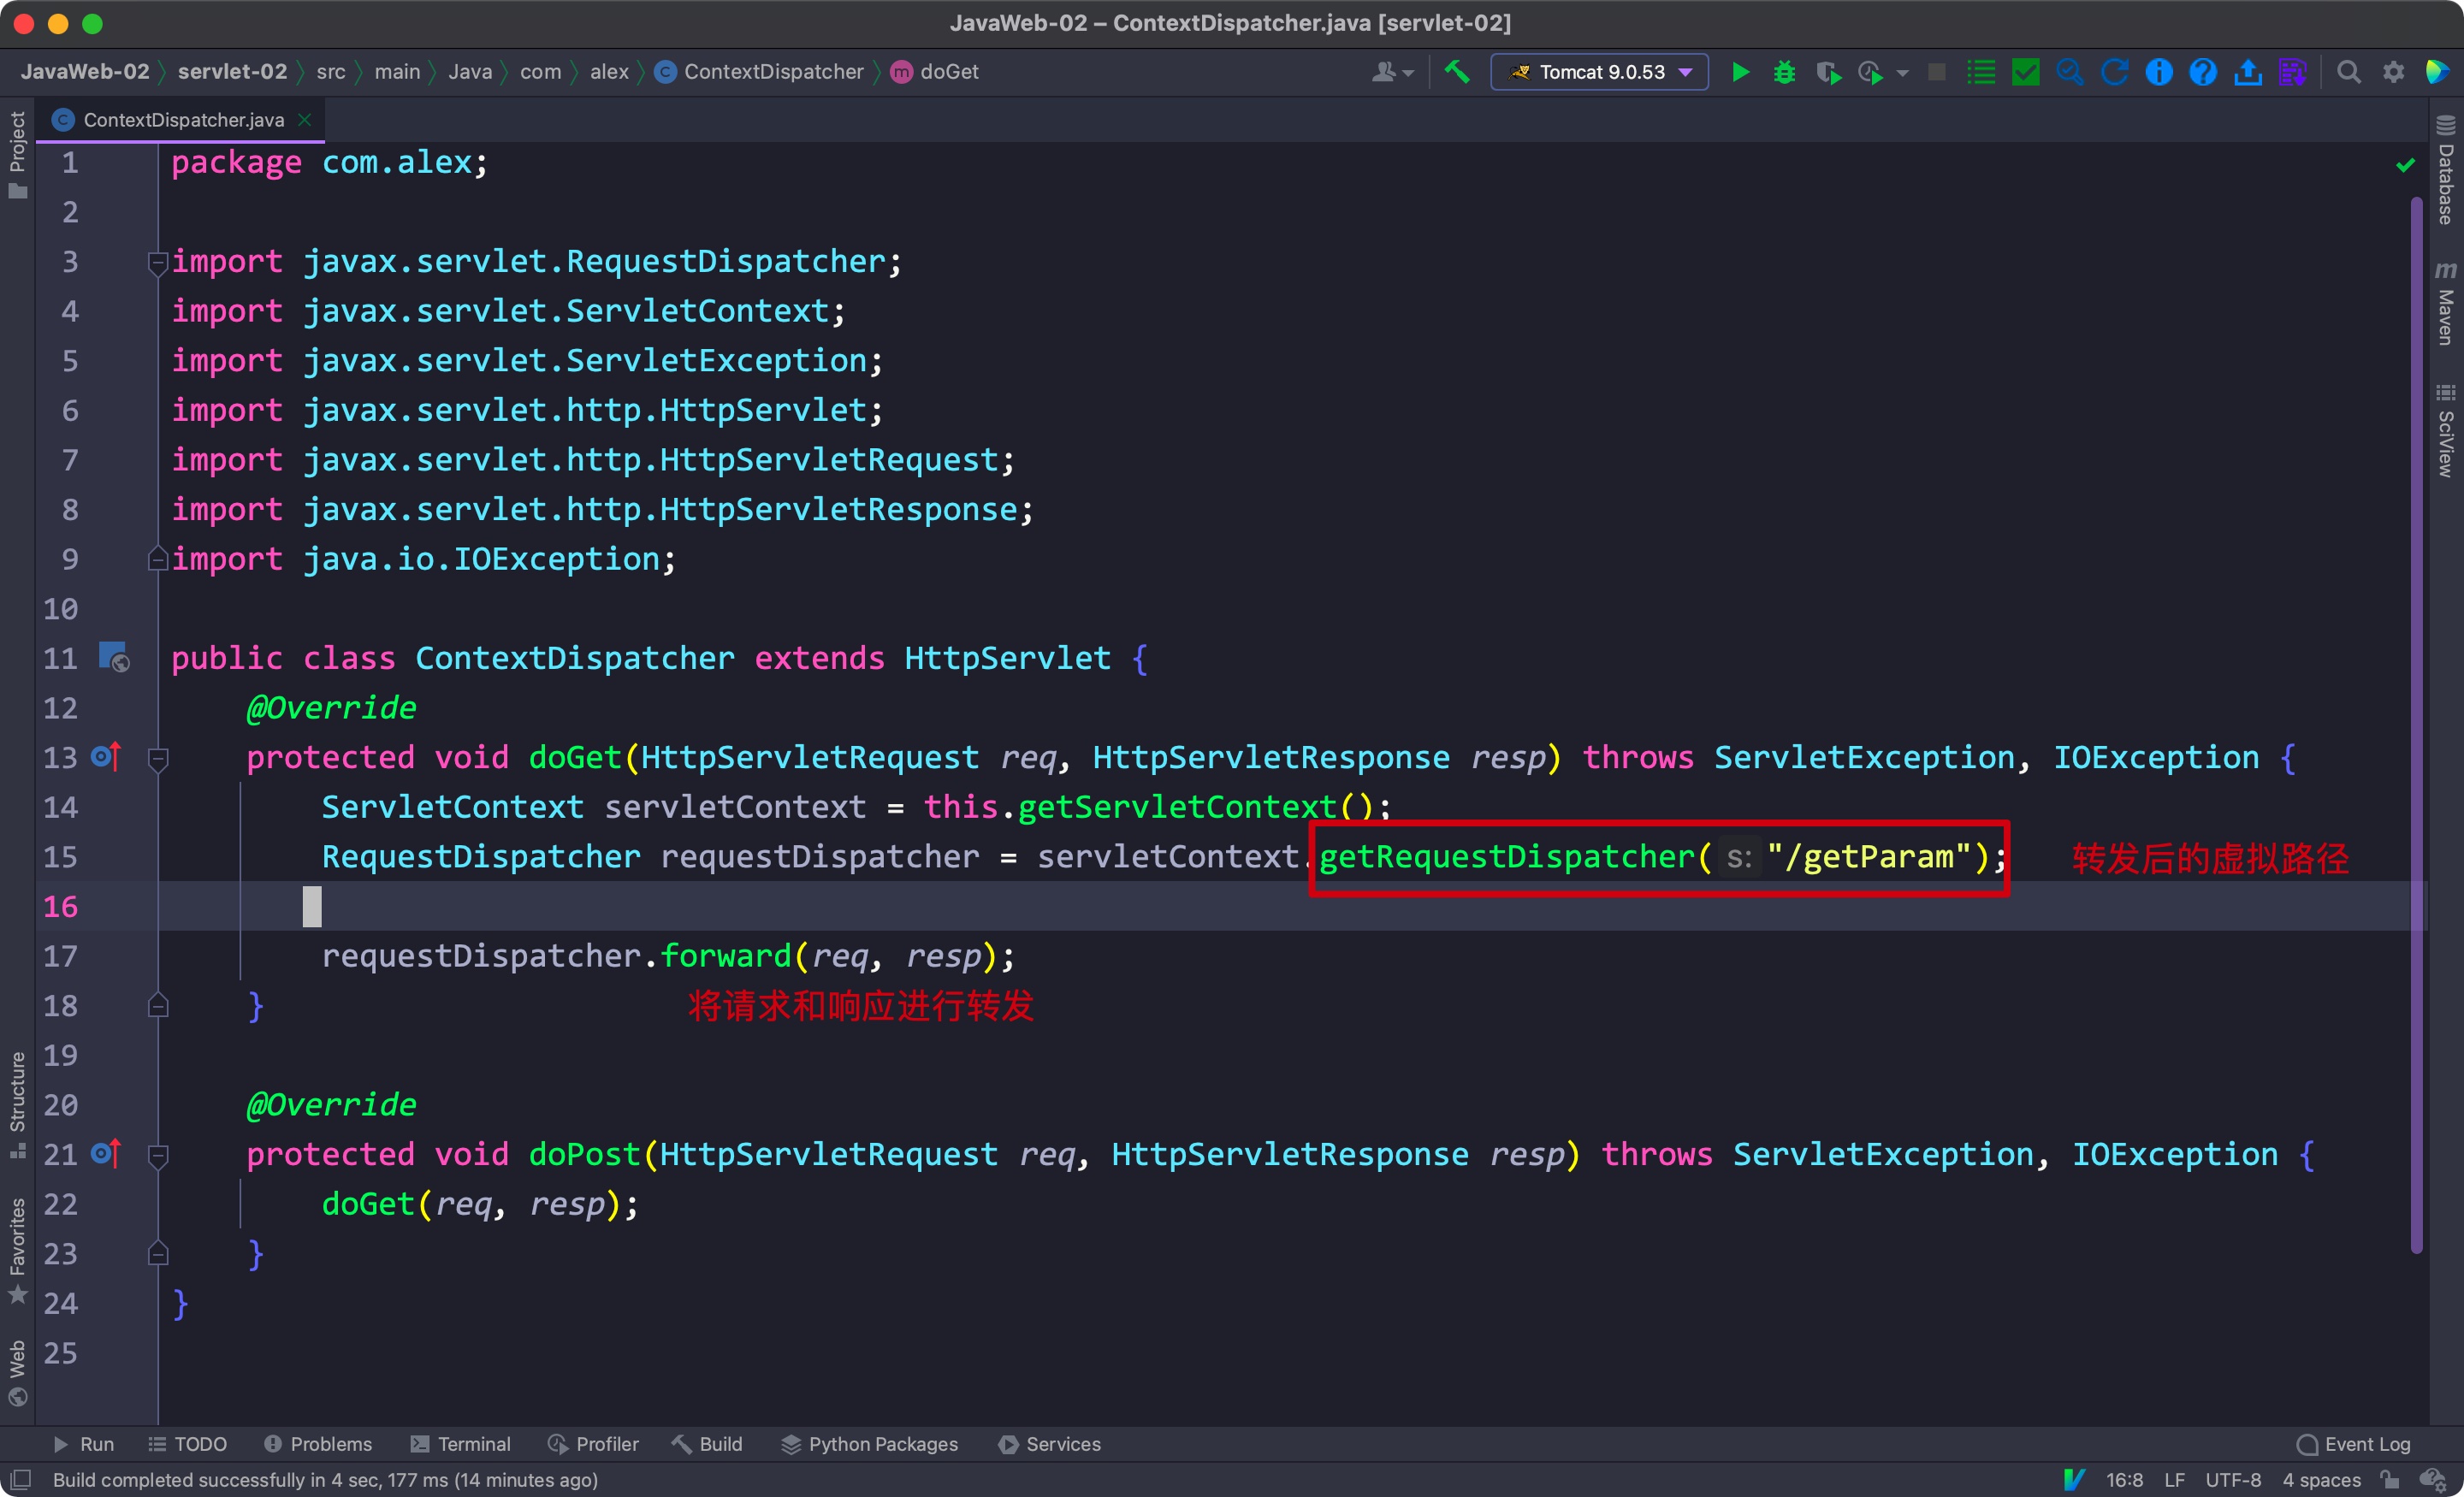 JavaWeb-02 – ContextDispatcher.java [servlet-02]
JavaWeb-02 servlet-02 src main Java com alex C ContextDispatcher m doGet Tomcat 9.0.53
Project
C ContextDispatcher.java
1 package com.alex;
2
3 import javax.servlet.RequestDispatcher;
4 import javax.servlet.ServletContext;
5 import javax.servlet.ServletException;
6 import javax.servlet.http.HttpServlet;
7 import javax.servlet.http.HttpServletRequest;
8 import javax.servlet.http.HttpServletResponse;
9 import java.io.IOException;
10
11 public class ContextDispatcher extends HttpServlet {
12 @Override
13 protected void doGet(HttpServletRequest req, HttpServletResponse resp) throws ServletException, IOException {
14 ServletContext servletContext = this.getServletContext();
15 RequestDispatcher requestDispatcher = servletContext.getRequestDispatcher( s: "/getParam"); 转发后的虚拟路径
16
17 requestDispatcher.forward(req, resp);
18 } 将请求和响应进行转发
19
20 @Override
21 protected void doPost(HttpServletRequest req, HttpServletResponse resp) throws ServletException, IOException {
22 doGet(req, resp);
23 }
24 }
25
Structure
Favorites
Web
Database
m Maven
SciView
Run TODO Problems Terminal Profiler Build Python Packages Services Event Log
Build completed successfully in 4 sec, 177 ms (14 minutes ago) 16:8 LF UTF-8 4 spaces